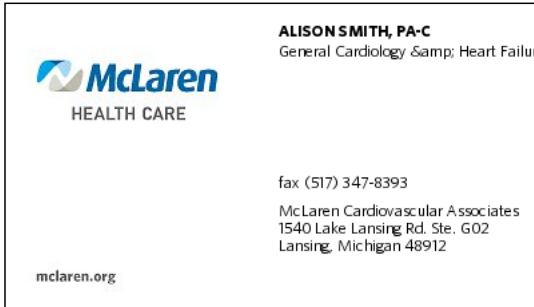 ALISON SMITH, PA-C
General Cardiology &amp; Heart Failur
McLaren
HEALTH CARE
fax (517) 347-8393
McLaren Cardiovascular Associates
1540 Lake Lansing Rd. Ste. G02
Lansing, Michigan 48912
mclaren.org